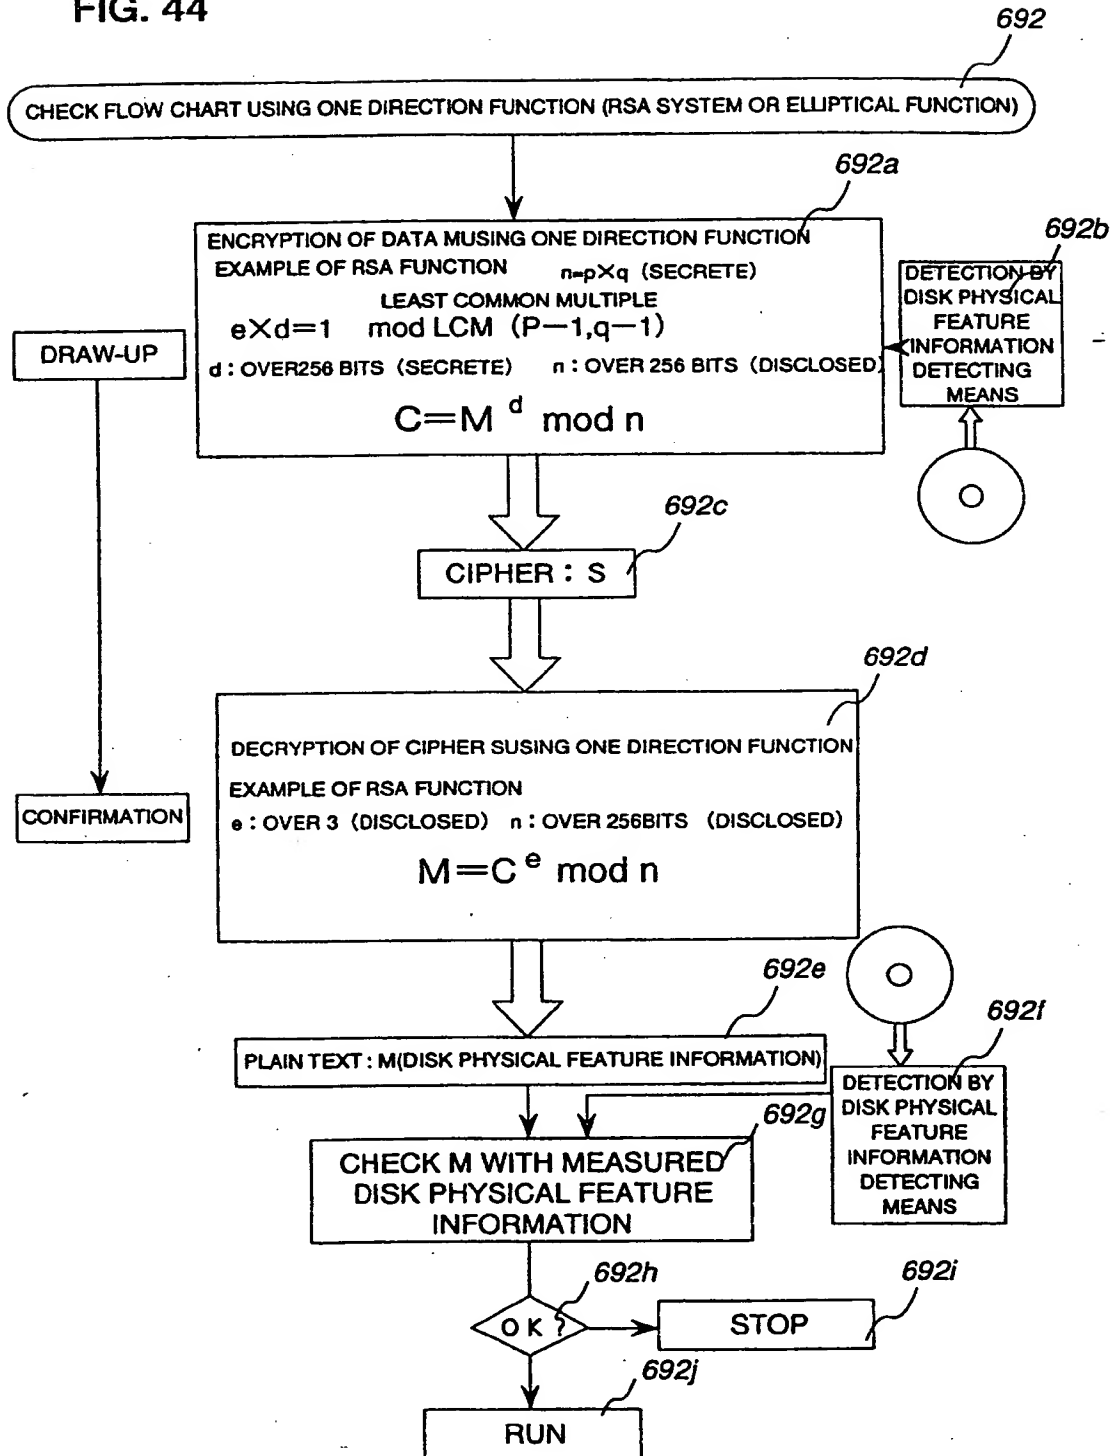 FIG. 44
692
CHECK FLOW CHART USING ONE DIRECTION FUNCTION (RSA SYSTEM OR ELLIPTICAL FUNCTION)
692a
ENCRYPTION OF DATA MUSING ONE DIRECTION FUNCTION
EXAMPLE OF RSA FUNCTION n=p×q (SECRETE)
LEAST COMMON MULTIPLE
e×d=1 mod LCM (P-1,q-1)
d : OVER256 BITS (SECRETE) n : OVER 256 BITS (DISCLOSED)
C=M^d mod n
692b
DETECTION BY
DISK PHYSICAL
FEATURE
INFORMATION
DETECTING
MEANS
DRAW-UP
692c
CIPHER : S
692d
DECRYPTION OF CIPHER SUSING ONE DIRECTION FUNCTION
EXAMPLE OF RSA FUNCTION
e : OVER 3 (DISCLOSED) n : OVER 256BITS (DISCLOSED)
M=C^e mod n
CONFIRMATION
692e
PLAIN TEXT : M(DISK PHYSICAL FEATURE INFORMATION)
692f
DETECTION BY
DISK PHYSICAL
FEATURE
INFORMATION
DETECTING
MEANS
692g
CHECK M WITH MEASURED
DISK PHYSICAL FEATURE
INFORMATION
692h
OK?
692i
STOP
692j
RUN